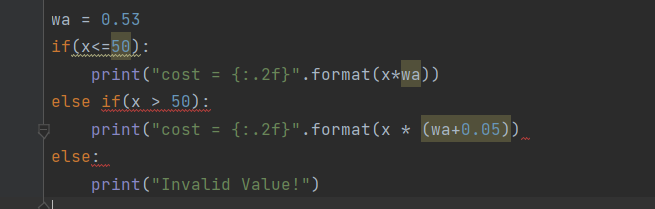 wa = 0.53
if(x<=50):
    print("cost = {:.2f}".format(x*wa))
else if(x > 50):
    print("cost = {:.2f}".format(x * (wa+0.05))
else:
    print("Invalid Value!")